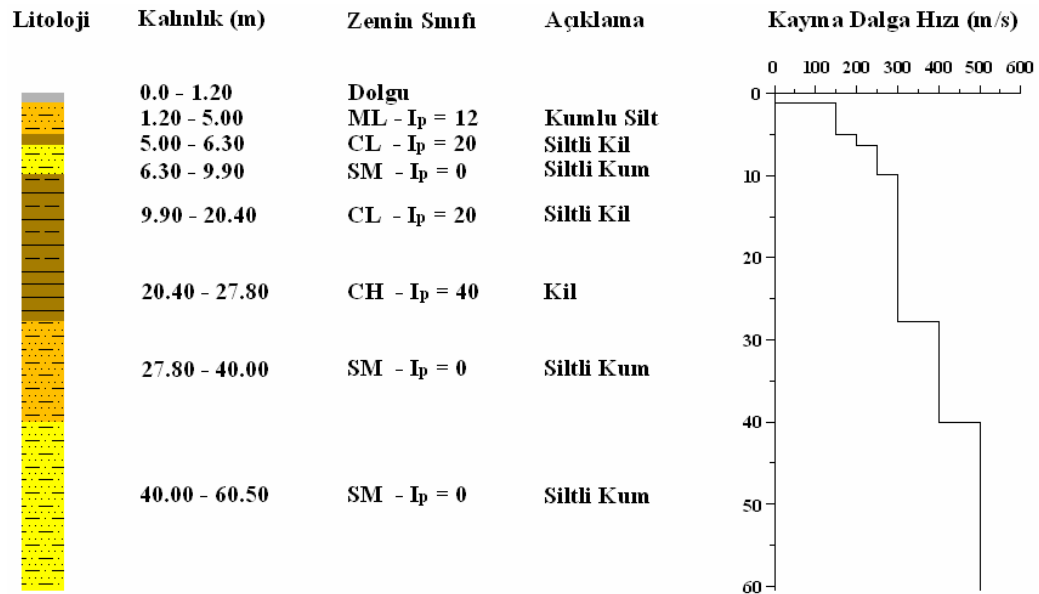 Litoloji Kalınlık (m) Zemin Sınıfı Açıklama Kayma Dalga Hızı (m/s)
0 100 200 300 400 500 600
0.0 - 1.20 Dolgu 0
1.20 - 5.00 ML - Ip = 12 Kumlu Silt
5.00 - 6.30 CL - Ip = 20 Siltli Kil
6.30 - 9.90 SM - Ip = 0 Siltli Kum
10
9.90 - 20.40 CL - Ip = 20 Siltli Kil
20
20.40 - 27.80 CH - Ip = 40 Kil
30
27.80 - 40.00 SM - Ip = 0 Siltli Kum
40
40.00 - 60.50 SM - Ip = 0 Siltli Kum
50
60